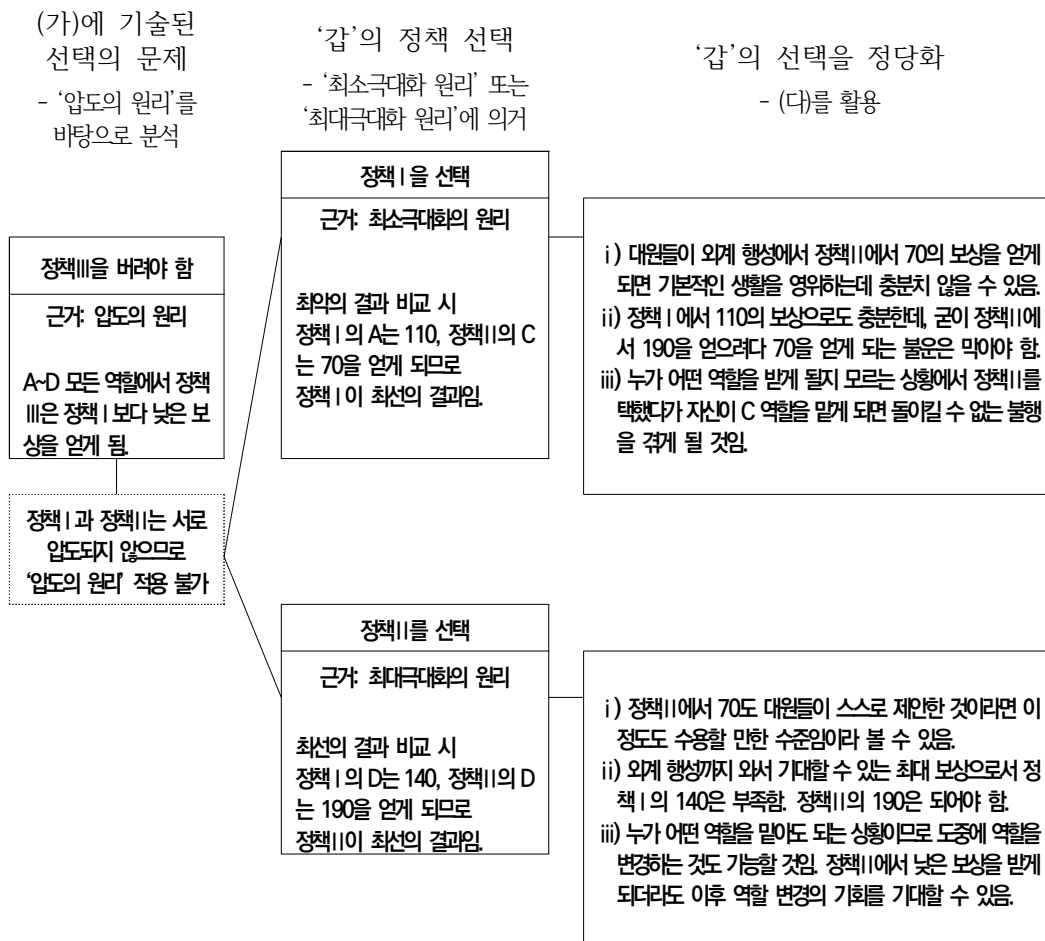 (가)에 기술된
선택의 문제
- ‘압도의 원리’를
바탕으로 분석
‘갑’의 정책 선택
- ‘최소극대화 원리’ 또는
‘최대극대화 원리’에 의거
‘갑’의 선택을 정당화
- (다)를 활용
정책Ⅲ을 버려야 함
근거: 압도의 원리
A~D 모든 역할에서 정책
Ⅲ은 정책Ⅰ보다 낮은 보
상을 얻게 됨.
정책Ⅰ과 정책Ⅱ는 서로
압도되지 않으므로
‘압도의 원리’ 적용 불가
정책Ⅰ을 선택
근거: 최소극대화의 원리
최악의 결과 비교 시
정책Ⅰ의 A는 110, 정책Ⅱ의 C
는 70을 얻게 되므로
정책Ⅰ이 최선의 결과임.
ⅰ) 대원들이 외계 행성에서 정책Ⅱ에서 70의 보상을 얻게
되면 기본적인 생활을 영위하는데 충분치 않을 수 있음.
ⅱ) 정책Ⅰ에서 110의 보상으로도 충분한데, 굳이 정책Ⅱ에
서 190을 얻으려다 70을 얻게 되는 불운은 막아야 함.
ⅲ) 누가 어떤 역할을 받게 될지 모르는 상황에서 정책Ⅱ를
택했다가 자신이 C 역할을 맡게 되면 돌이킬 수 없는 불행
을 겪게 될 것임.
정책Ⅱ를 선택
근거: 최대극대화의 원리
최선의 결과 비교 시
정책Ⅰ의 D는 140, 정책Ⅱ의 D
는 190을 얻게 되므로
정책Ⅱ이 최선의 결과임.
ⅰ) 정책Ⅱ에서 70도 대원들이 스스로 제안한 것이라면 이
정도도 수용할 만한 수준임이라 볼 수 있음.
ⅱ) 외계 행성까지 와서 기대할 수 있는 최대 보상으로서 정
책Ⅰ의 140은 부족함. 정책Ⅱ의 190은 되어야 함.
ⅲ) 누가 어떤 역할을 맡아도 되는 상황이므로 도중에 역할을
변경하는 것도 가능할 것임. 정책Ⅱ에서 낮은 보상을 받게
되더라도 이후 역할 변경의 기회를 기대할 수 있음.